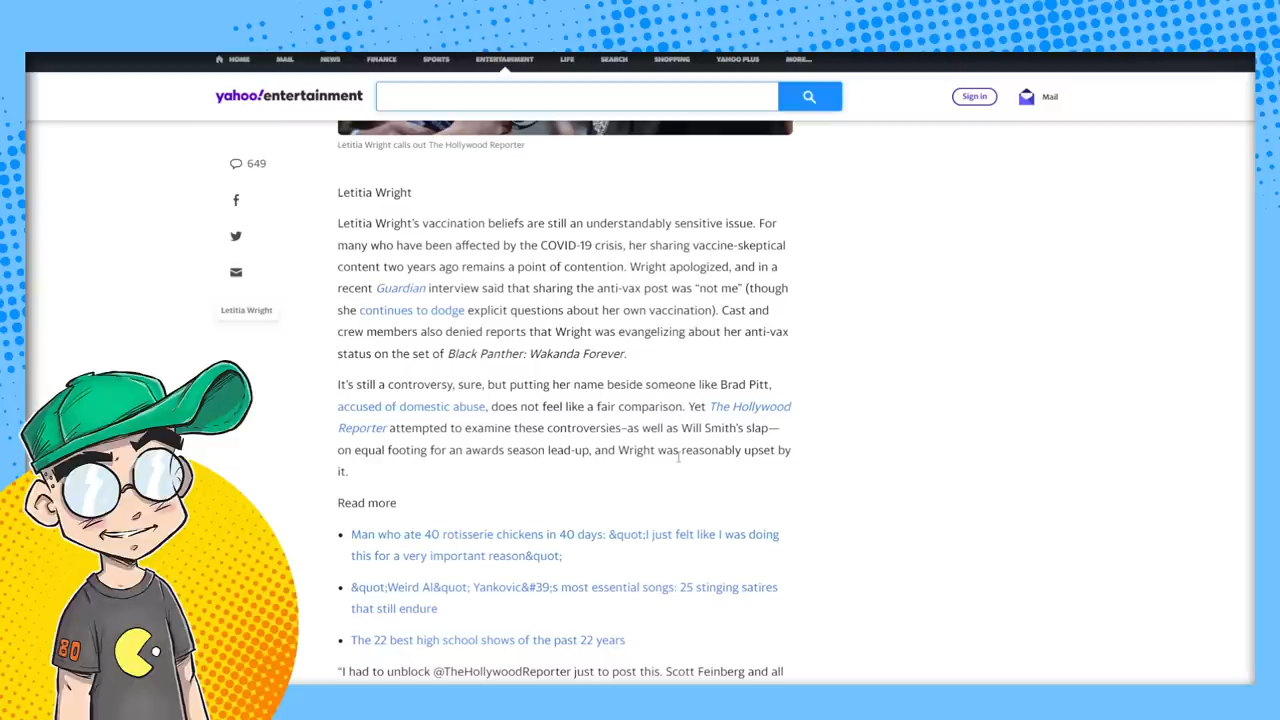 HOME MAIL NEWS FINANCE SPORTS ENTERTAINMENT LIFE SEARCH SHOPPING YAHOO PLUS MORE...
yahoo!entertainment
Sign in
Mail
Letitia Wright calls out The Hollywood Reporter
649
Letitia Wright
Letitia Wright's vaccination beliefs are still an understandably sensitive issue. For
many who have been affected by the COVID-19 crisis, her sharing vaccine-skeptical
content two years ago remains a point of contention. Wright apologized, and in a
recent Guardian interview said that sharing the anti-vax post was “not me” (though
she continues to dodge explicit questions about her own vaccination). Cast and
crew members also denied reports that Wright was evangelizing about her anti-vax
status on the set of Black Panther: Wakanda Forever.
Letitia Wright
It's still a controversy, sure, but putting her name beside someone like Brad Pitt,
accused of domestic abuse, does not feel like a fair comparison. Yet The Hollywood
Reporter attempted to examine these controversies–as well as Will Smith's slap—
on equal footing for an awards season lead-up, and Wright was reasonably upset by
it.
Read more
• Man who ate 40 rotisserie chickens in 40 days: &quot;I just felt like I was doing
this for a very important reason&quot;
• &quot;Weird Al&quot; Yankovic&#39;s most essential songs: 25 stinging satires
that still endure
• The 22 best high school shows of the past 22 years
“I had to unblock @TheHollywoodReporter just to post this. Scott Feinberg and all
80